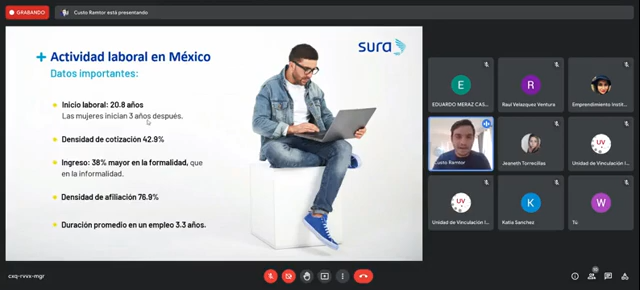 GRABANDO
Custo Ramtor está presentando
sura
+ Actividad laboral en México
Datos importantes:
Inicio laboral: 20.8 años
Las mujeres inician 3 años después.
Densidad de cotización 42.9%
Ingreso: 38% mayor en la formalidad, que
en la informalidad.
Densidad de afiliación 76.9%
Duración promedio en un empleo 3.3 años.
E
EDUARDO MERAZ CAS...
R
Raul Velazquez Ventura
Emprendimiento Instit...
Custo Ramtor
Jeaneth Torrecillas
UV
Unidad de Vinculación I...
UV
Unidad de Vinculación I...
K
Katia Sanchez
W
Tú
cxq-rvvx-mgr